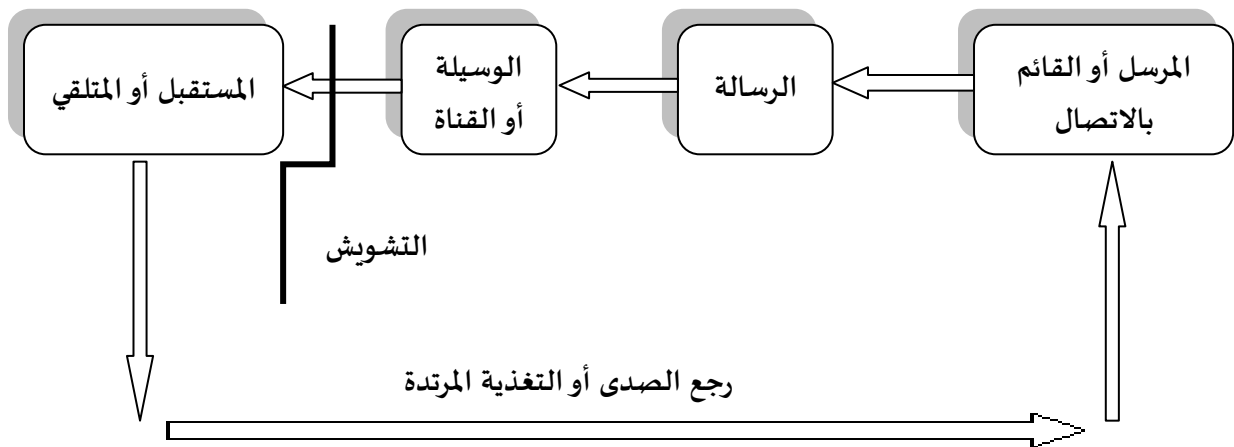 المرسل أو القائم
بالاتصال
الرسالة
الوسيلة
أو القناة
المستقبل أو المتلقي
التشويش
رجع الصدى أو التغذية المرتدة